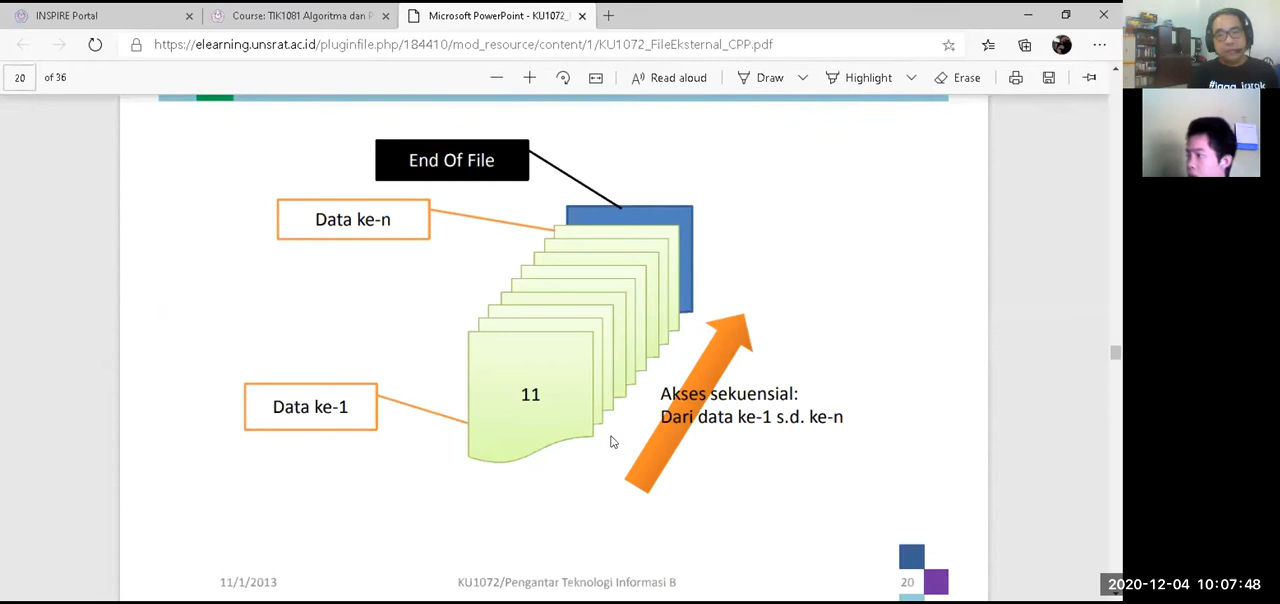 INSPIRE Portal
Course: TIK1081 Algoritma dan P
Microsoft PowerPoint - KU1072_
https://elearning.unsrat.ac.id/pluginfile.php/184410/mod_resource/content/1/KU1072_FileEksternal_CPP.pdf
20 of 36
Read aloud
Draw
Highlight
Erase
End Of File
Data ke-n
11
Data ke-1
Akses sekuensial:
Dari data ke-1 s.d. ke-n
11/1/2013
KU1072/Pengantar Teknologi Informasi B
20
2020-12-04 10:07:48